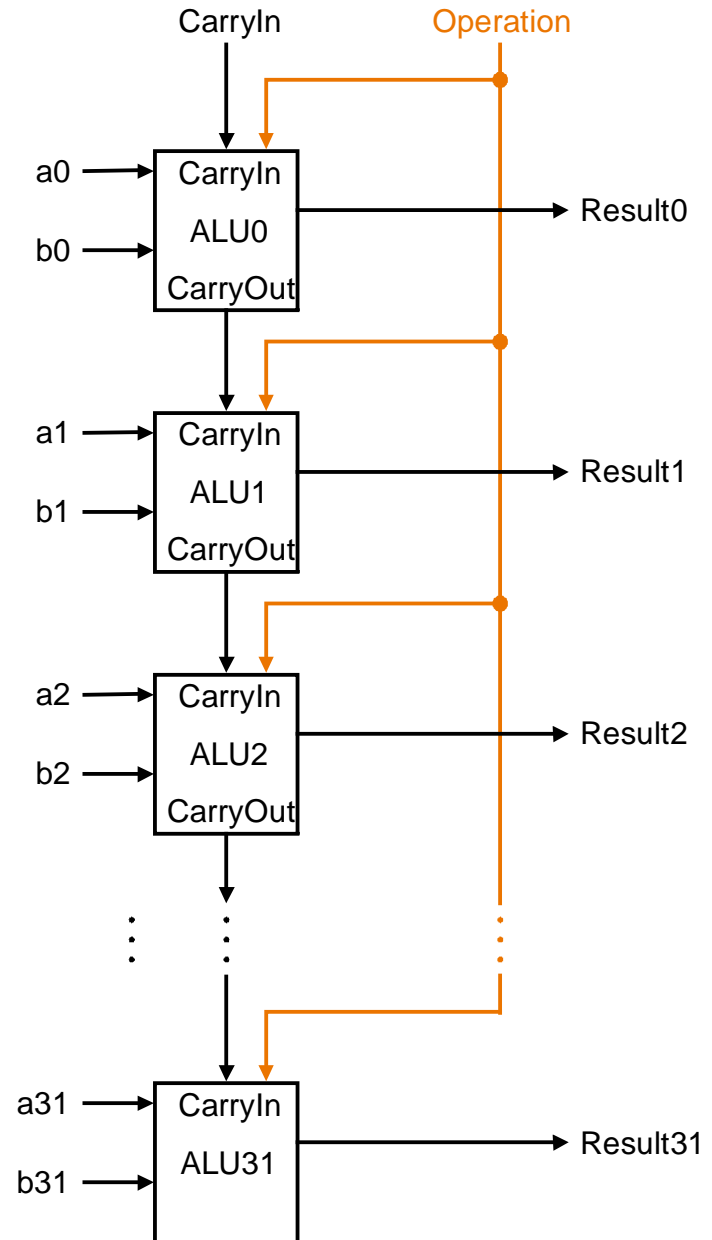 CarryIn Operation
a0 CarryIn
ALU0 Result0
b0
CarryOut
a1 CarryIn
ALU1 Result1
b1
CarryOut
a2 CarryIn
ALU2 Result2
b2
CarryOut
a31 CarryIn
ALU31 Result31
b31